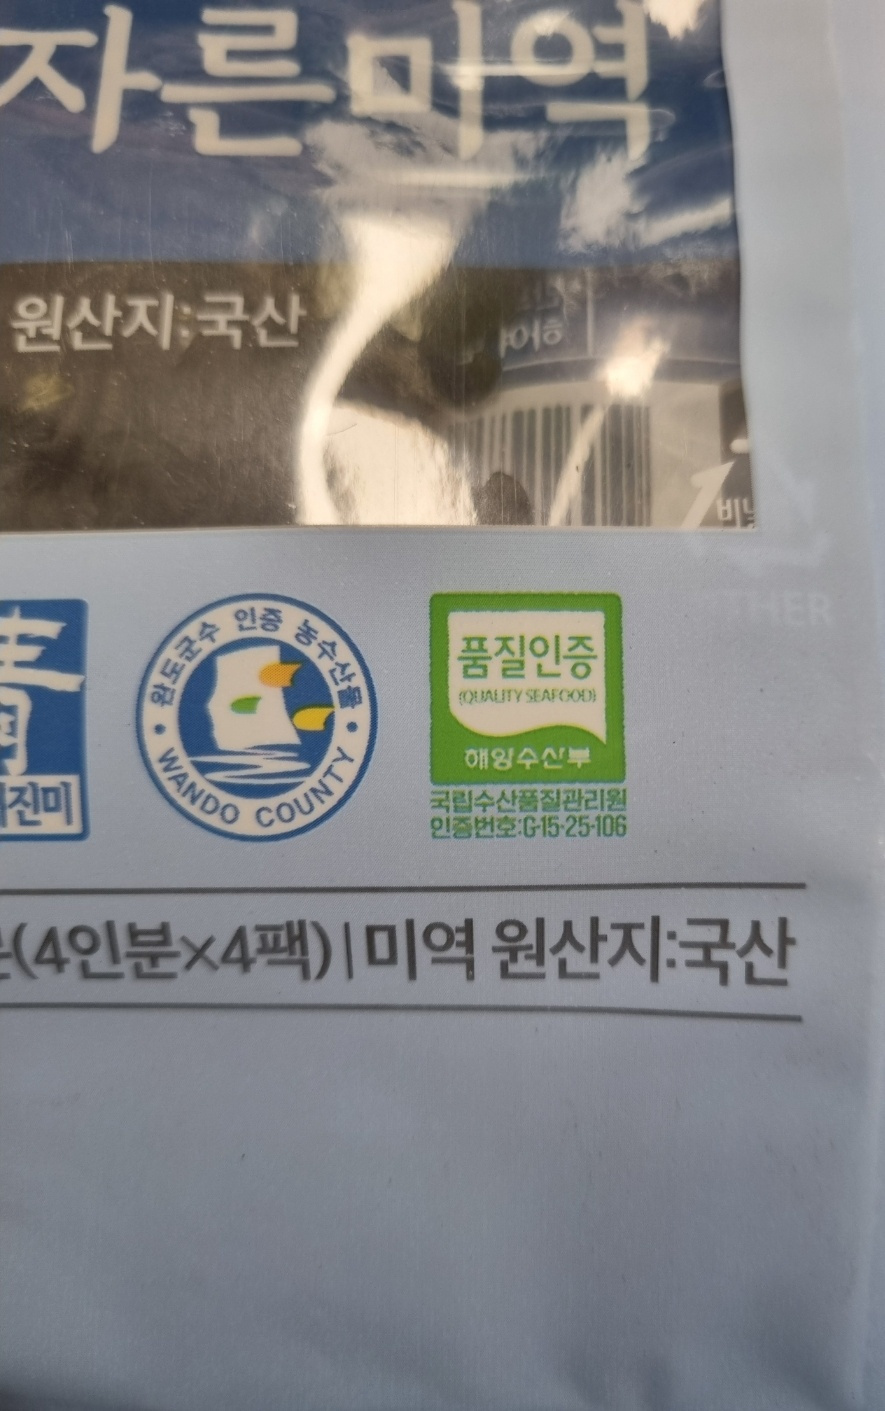 자른미역
원산지:국산
완도군수 인증 농수산물
WANDO COUNTY
품질인증
(QUALITY SEAFOOD)
해양수산부
국립수산품질관리원
인증번호:G-15-25-106
진미
(4인분×4팩) | 미역 원산지:국산